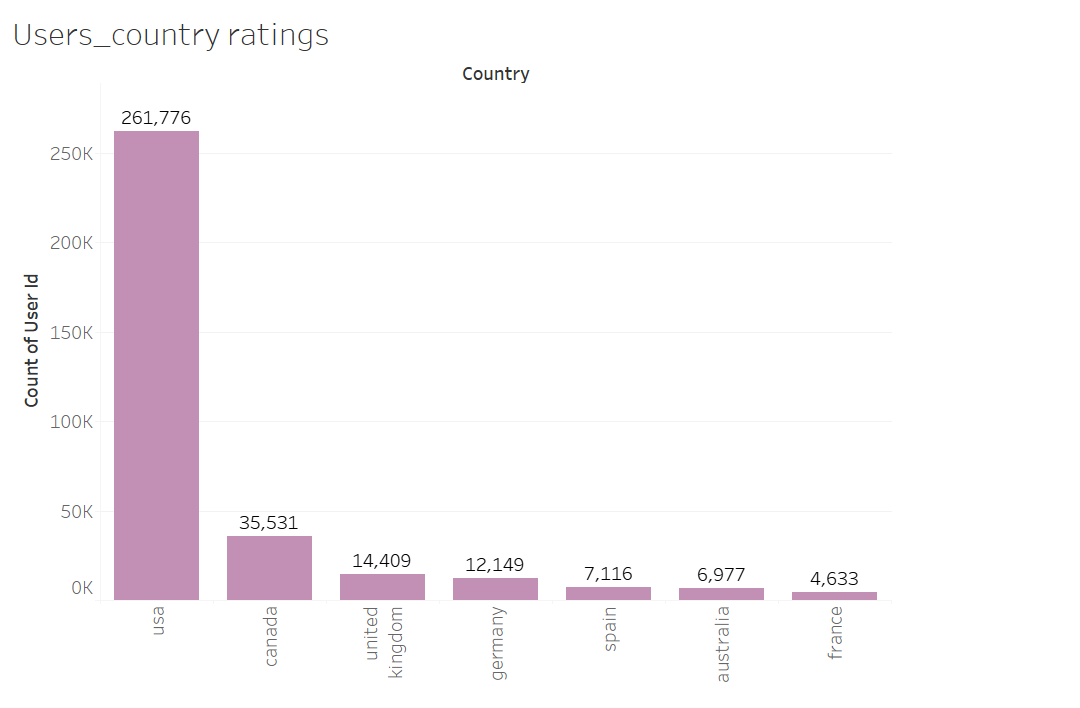 Users_country ratings
Country
261,776
250K
200K
150K
100K
50K
0K
Count of User Id
35,531
14,409
12,149
7,116
6,977
4,633
usa
canada
united
kingdom
germany
spain
australia
france